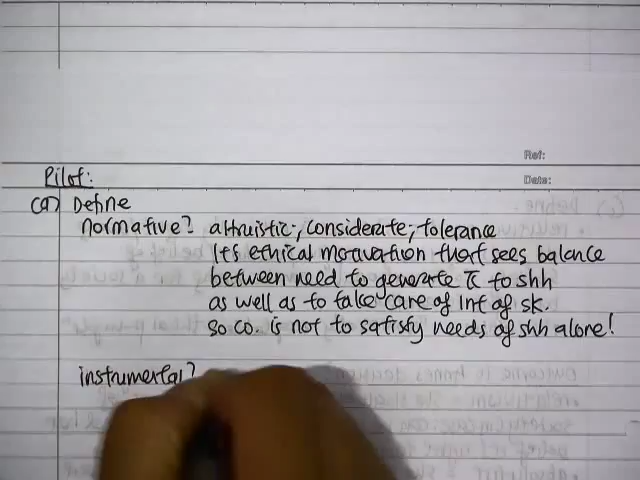 Ref:
Pilot:
Date:
(a) Define
normative? altruistic, considerate, tolerance
It's ethical motivation that sees balance
between need to generate π to shh
as well as to take care of int of sk.
so co. is not to satisfy needs of shh alone!
instrumental?